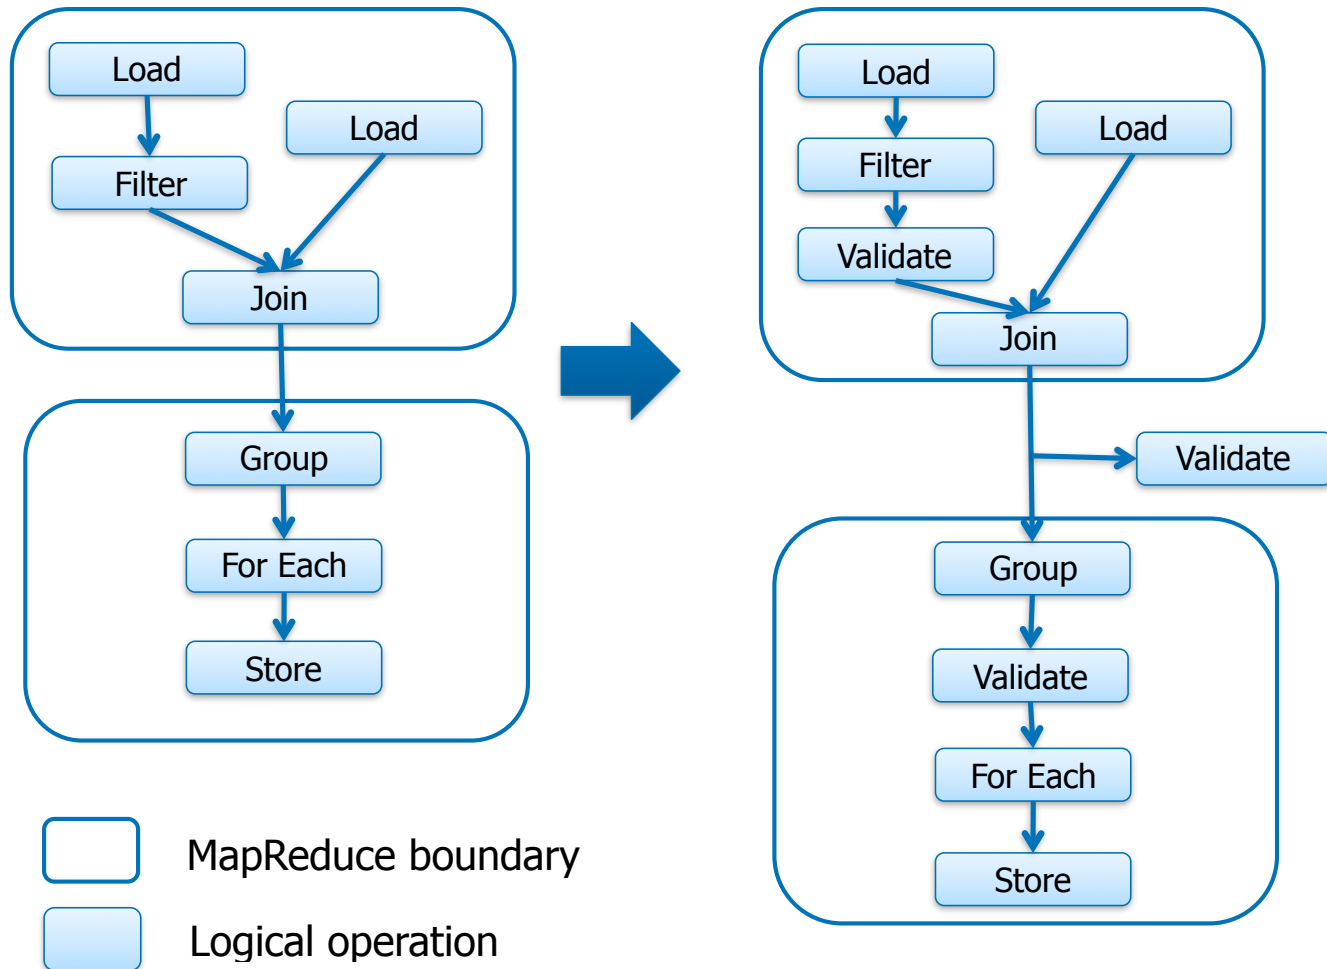 Load
Load
Filter
Join
Group
For Each
Store
Load
Load
Filter
Validate
Join
Validate
Group
Validate
For Each
Store
MapReduce boundary
Logical operation